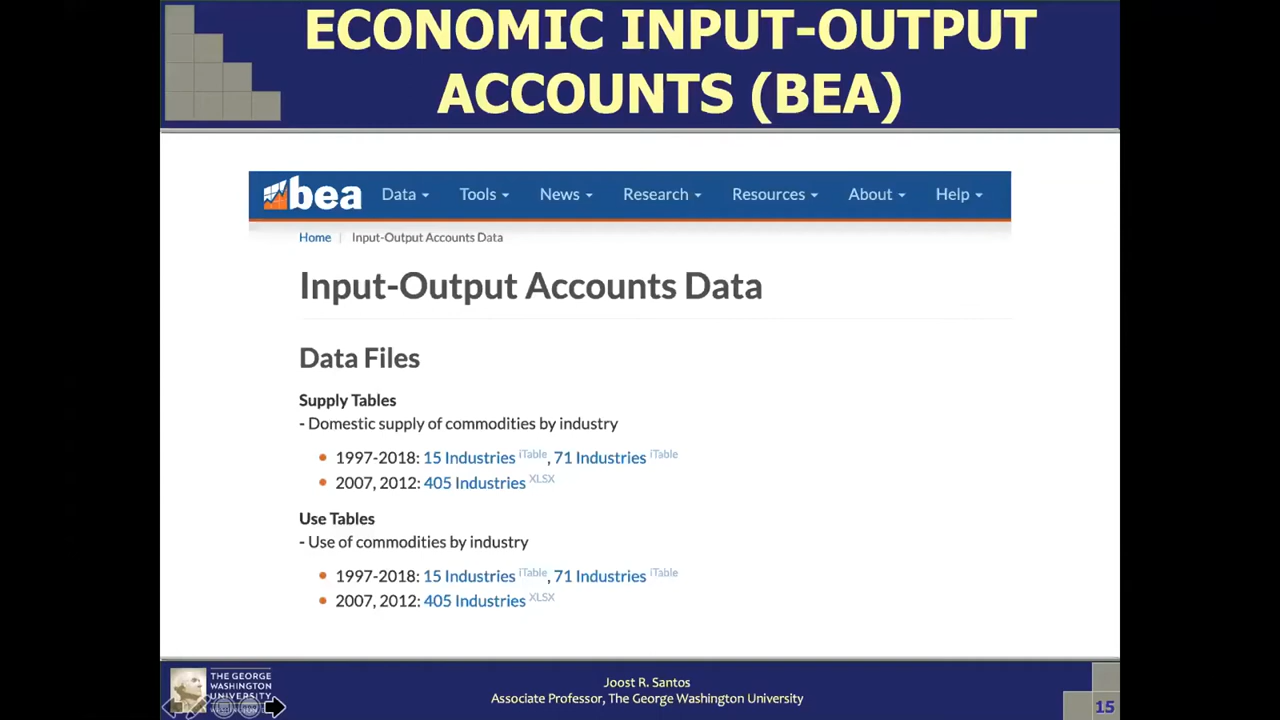 ECONOMIC INPUT-OUTPUT
ACCOUNTS (BEA)
bea Data Tools News Research Resources About Help
Home | Input-Output Accounts Data
Input-Output Accounts Data
Data Files
Supply Tables
- Domestic supply of commodities by industry
• 1997-2018: 15 Industries iTable, 71 Industries iTable
• 2007, 2012: 405 Industries XLSX
Use Tables
- Use of commodities by industry
• 1997-2018: 15 Industries iTable, 71 Industries iTable
• 2007, 2012: 405 Industries XLSX
THE GEORGE
WASHINGTON
UNIVERSITY
Joost R. Santos
Associate Professor, The George Washington University
15